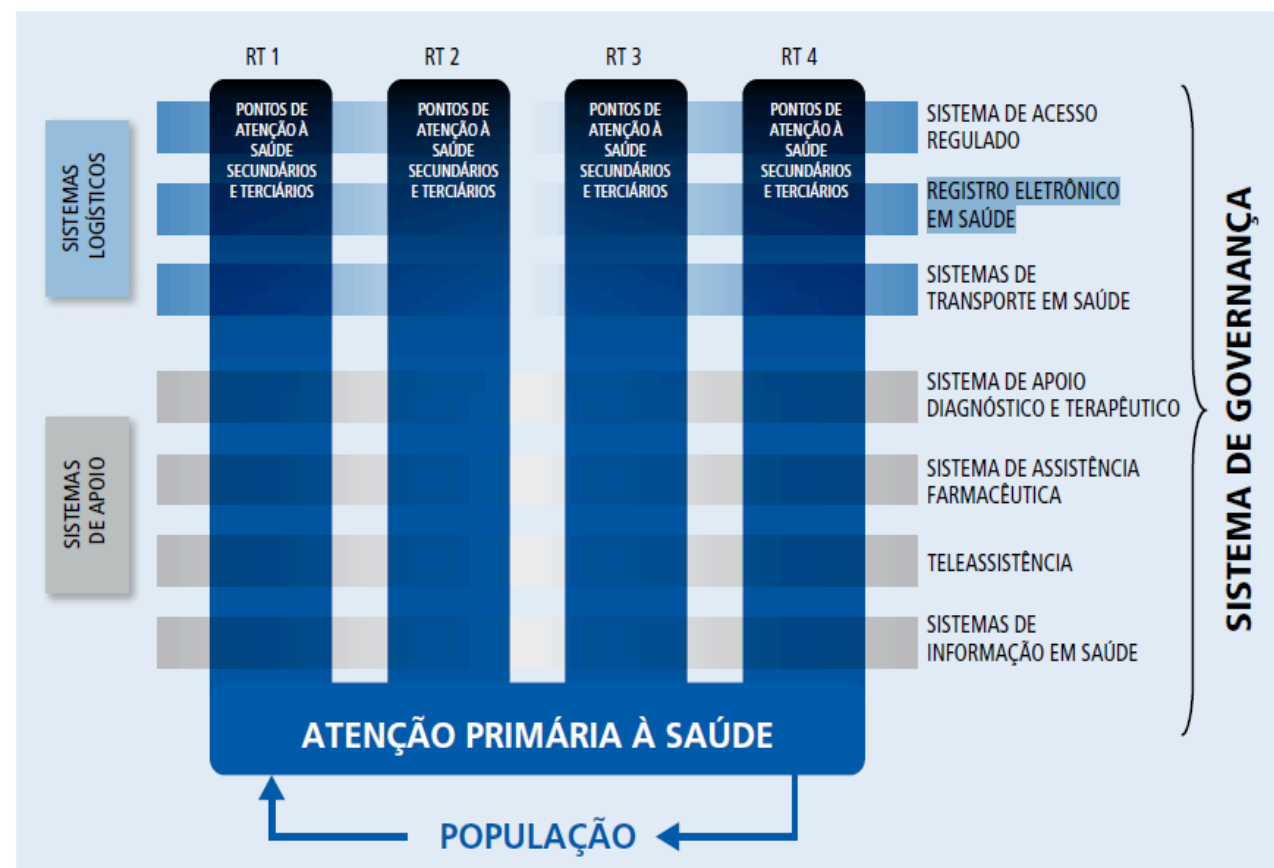 RT 1
RT 2
RT 3
RT 4
PONTOS DE
ATENÇÃO À
SAÚDE
SECUNDÁRIOS
E TERCIÁRIOS
PONTOS DE
ATENÇÃO À
SAÚDE
SECUNDÁRIOS
E TERCIÁRIOS
PONTOS DE
ATENÇÃO À
SAÚDE
SECUNDÁRIOS
E TERCIÁRIOS
PONTOS DE
ATENÇÃO À
SAÚDE
SECUNDÁRIOS
E TERCIÁRIOS
SISTEMAS
LOGÍSTICOS
SISTEMA DE ACESSO
REGULADO
REGISTRO ELETRÔNICO
EM SAÚDE
SISTEMAS DE
TRANSPORTE EM SAÚDE
SISTEMAS
DE APOIO
SISTEMA DE APOIO
DIAGNÓSTICO E TERAPÊUTICO
SISTEMA DE ASSISTÊNCIA
FARMACÊUTICA
TELEASSISTÊNCIA
SISTEMAS DE
INFORMAÇÃO EM SAÚDE
SISTEMA DE GOVERNANÇA
ATENÇÃO PRIMÁRIA À SAÚDE
POPULAÇÃO